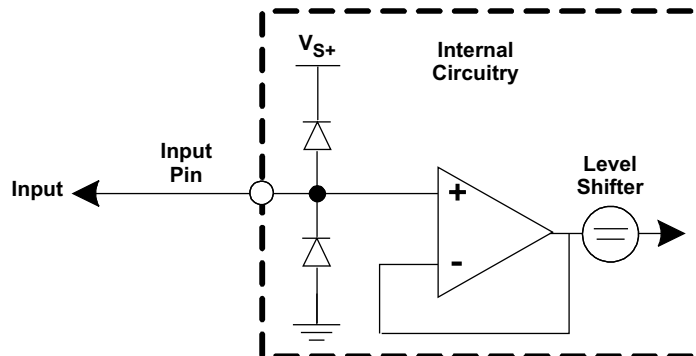 VS+
Internal
Circuitry
Input
Pin
Input
Level
Shifter
+
-